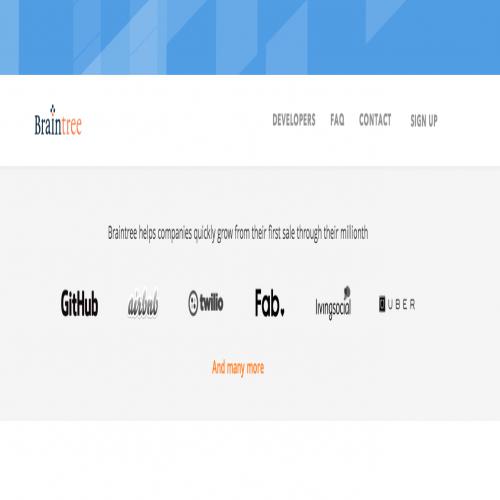 Braintree DEVELOPERS FAQ CONTACT SIGN UP
Braintree helps companies quickly grow from their first sale through their millionth
GitHub airbnb twilio Fab. livingsocial UBER
And many more